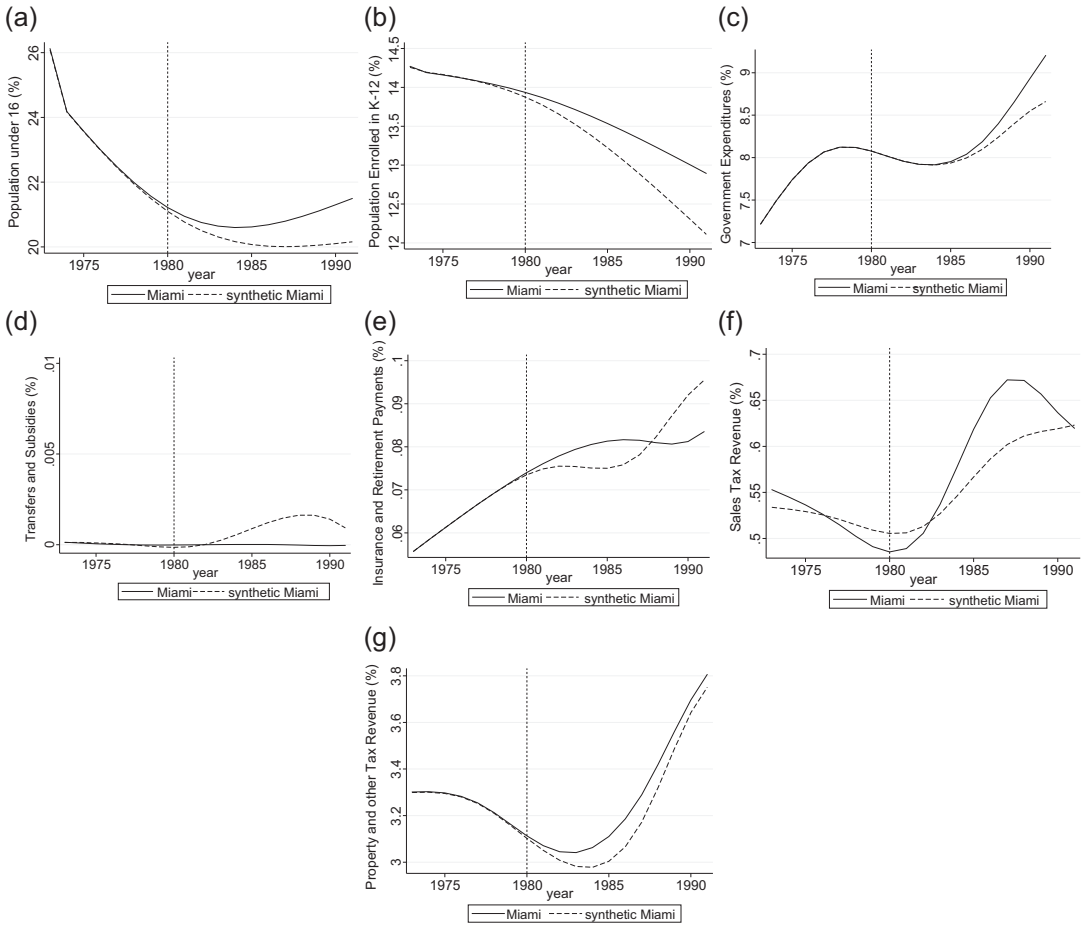 (a)
Population under 16 (%)
26
24
22
20
1975 1980 1985 1990
year
Miami synthetic Miami
(b)
Population Enrolled in K-12 (%)
14.5
14
13.5
13
12.5
12
1975 1980 1985 1990
year
Miami synthetic Miami
(c)
Government Expenditures (%)
9
8.5
8
7.5
7
1975 1980 1985 1990
year
Miami synthetic Miami
(d)
Transfers and Subsidies (%)
.01
.005
0
1975 1980 1985 1990
year
Miami synthetic Miami
(e)
Insurance and Retirement Payments (%)
.1
.09
.08
.07
.06
1975 1980 1985 1990
year
Miami synthetic Miami
(f)
Sales Tax Revenue (%)
.7
.65
.6
.55
.5
1975 1980 1985 1990
year
Miami synthetic Miami
(g)
Property and other Tax Revenue (%)
3.8
3.6
3.4
3.2
3
1975 1980 1985 1990
year
Miami synthetic Miami